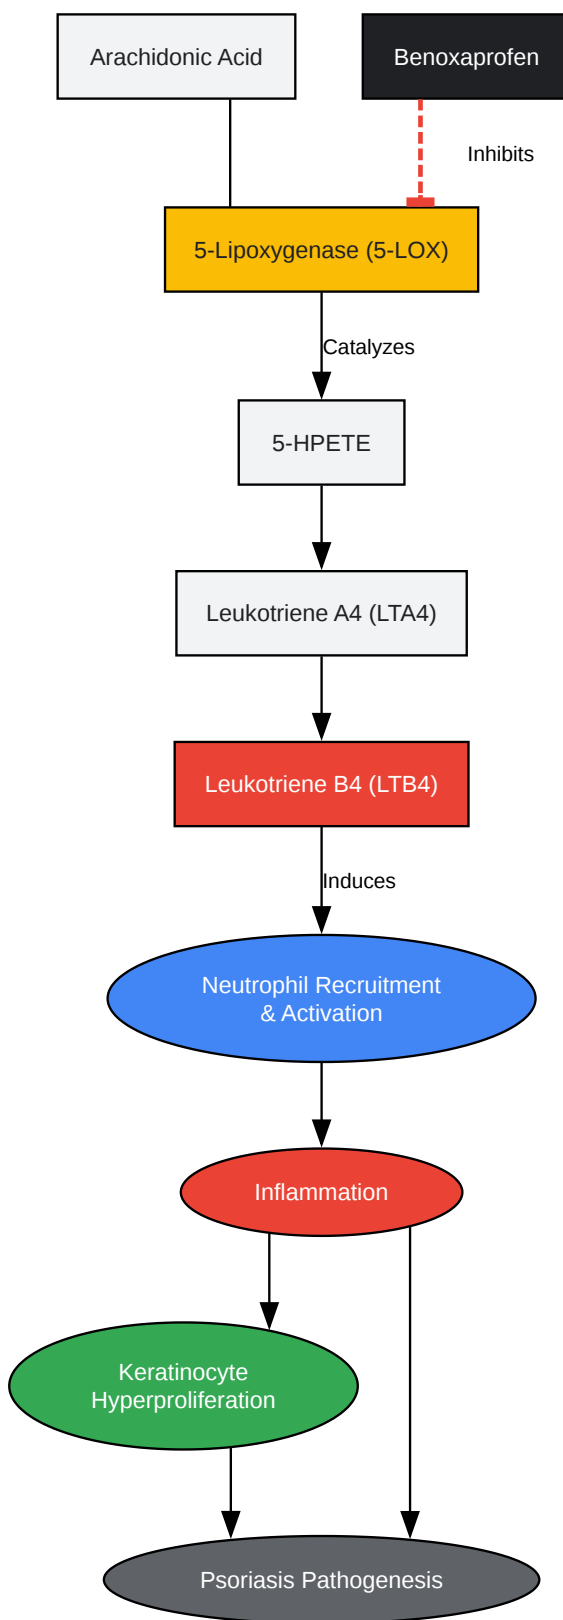 Arachidonic Acid
Benoxaprofen
Inhibits
5-Lipoxygenase (5-LOX)
Catalyzes
5-HPETE
Leukotriene A4 (LTA4)
Leukotriene B4 (LTB4)
Induces
Neutrophil Recruitment
& Activation
Inflammation
Keratinocyte
Hyperproliferation
Psoriasis Pathogenesis